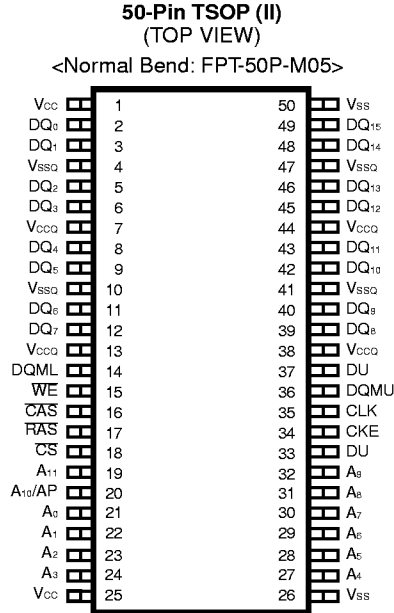 50-Pin TSOP (II)
(TOP VIEW)
<Normal Bend: FPT-50P-M05>
VCC 1 50 VSS
DQ0 2 49 DQ15
DQ1 3 48 DQ14
VSSQ 4 47 VSSQ
DQ2 5 46 DQ13
DQ3 6 45 DQ12
VCCQ 7 44 VCCQ
DQ4 8 43 DQ11
DQ5 9 42 DQ10
VSSQ 10 41 VSSQ
DQ6 11 40 DQ9
DQ7 12 39 DQ8
VCCQ 13 38 VCCQ
DQML 14 37 DU
W̅E̅ 15 36 DQMU
C̅A̅S̅ 16 35 CLK
R̅A̅S̅ 17 34 CKE
C̅S̅ 18 33 DU
A11 19 32 A9
A10/AP 20 31 A8
A0 21 30 A7
A1 22 29 A6
A2 23 28 A5
A3 24 27 A4
VCC 25 26 VSS